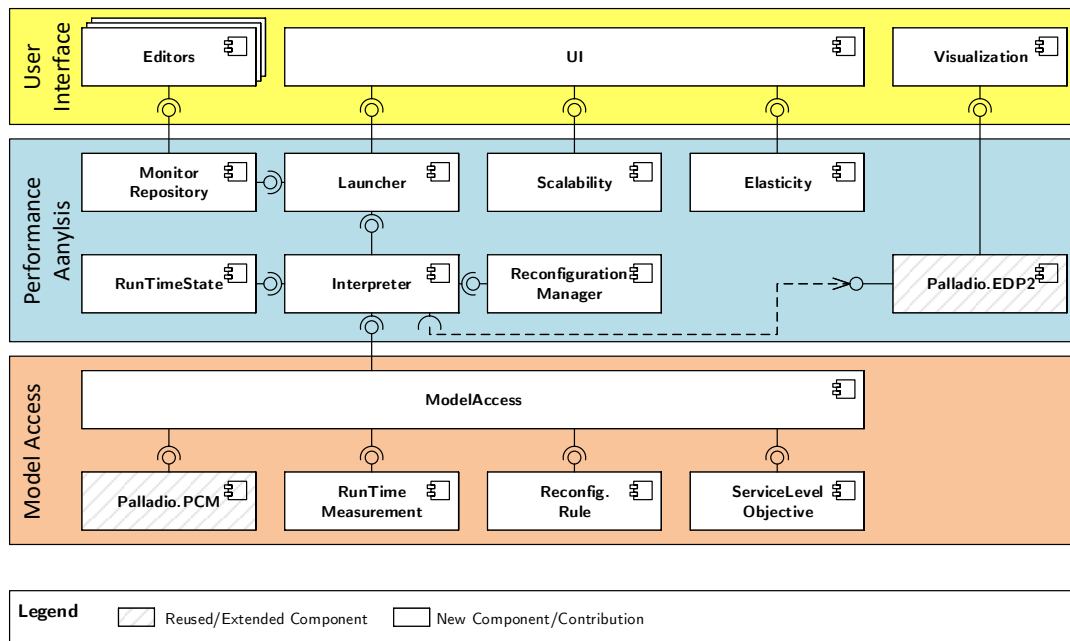 User
Interface
Editors
UI
Visualization
Performance
Aanylsis
Monitor
Repository
Launcher
Scalability
Elasticity
RunTimeState
Interpreter
Reconfiguration
Manager
Palladio.EDP2
Model Access
ModelAccess
Palladio.PCM
RunTime
Measurement
Reconfig.
Rule
ServiceLevel
Objective
Legend
Reused/Extended Component
New Component/Contribution